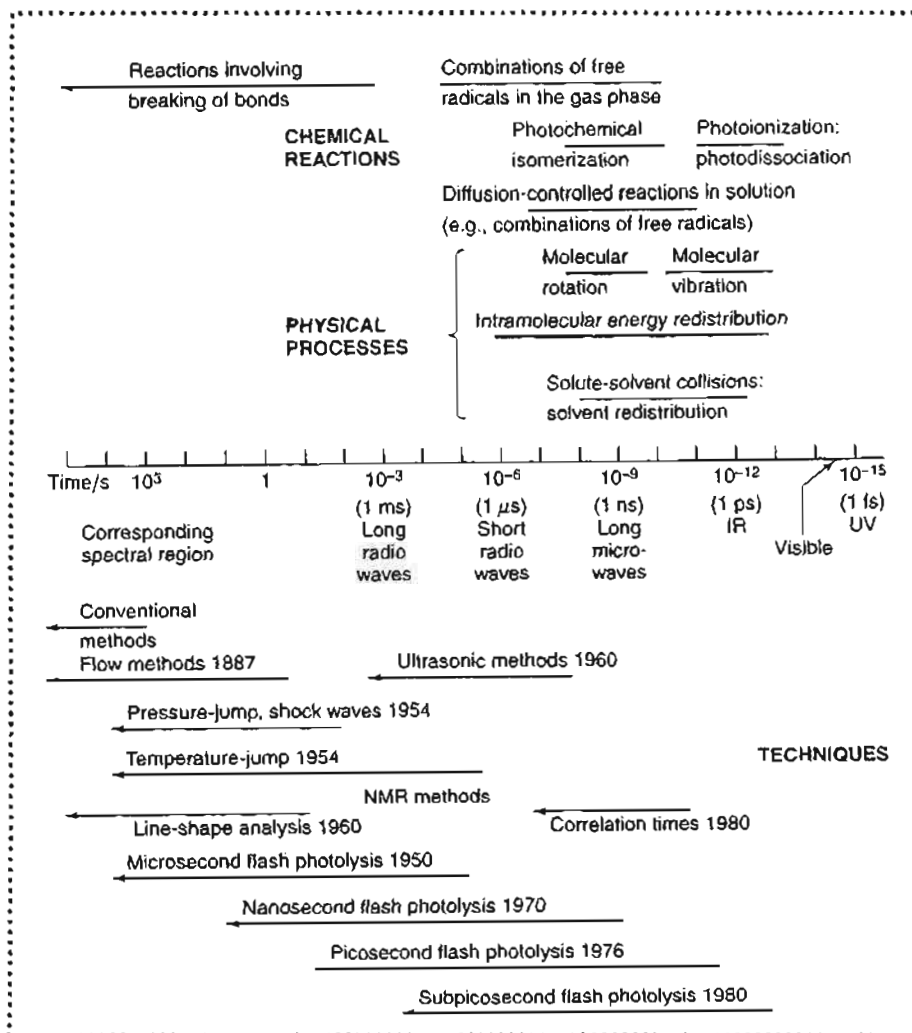 Reactions involving
breaking of bonds
Combinations of free
radicals in the gas phase
CHEMICAL
REACTIONS
Photochemical
isomerization
Photoionization:
photodissociation
Diffusion-controlled reactions in solution
(e.g., combinations of free radicals)
Molecular
rotation
Molecular
vibration
PHYSICAL
PROCESSES
Intramolecular energy redistribution
Solute-solvent collisions:
solvent redistribution
Time/s 10³ 1 10⁻³ 10⁻⁶ 10⁻⁹ 10⁻¹² 10⁻¹⁵
(1 ms) (1 μs) (1 ns) (1 ps) (1 fs)
Corresponding
spectral region
Long
radio
waves
Short
radio
waves
Long
micro-
waves
IR
Visible
UV
Conventional
methods
Flow methods 1887
Ultrasonic methods 1960
Pressure-jump, shock waves 1954
Temperature-jump 1954
TECHNIQUES
NMR methods
Line-shape analysis 1960
Correlation times 1980
Microsecond flash photolysis 1950
Nanosecond flash photolysis 1970
Picosecond flash photolysis 1976
Subpicosecond flash photolysis 1980